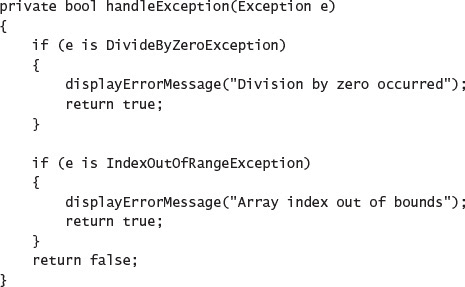 private bool handleException(Exception e)
{
    if (e is DivideByZeroException)
    {
        displayErrorMessage("Division by zero occurred");
        return true;
    }

    if (e is IndexOutOfRangeException)
    {
        displayErrorMessage("Array index out of bounds");
        return true;
    }
    return false;
}